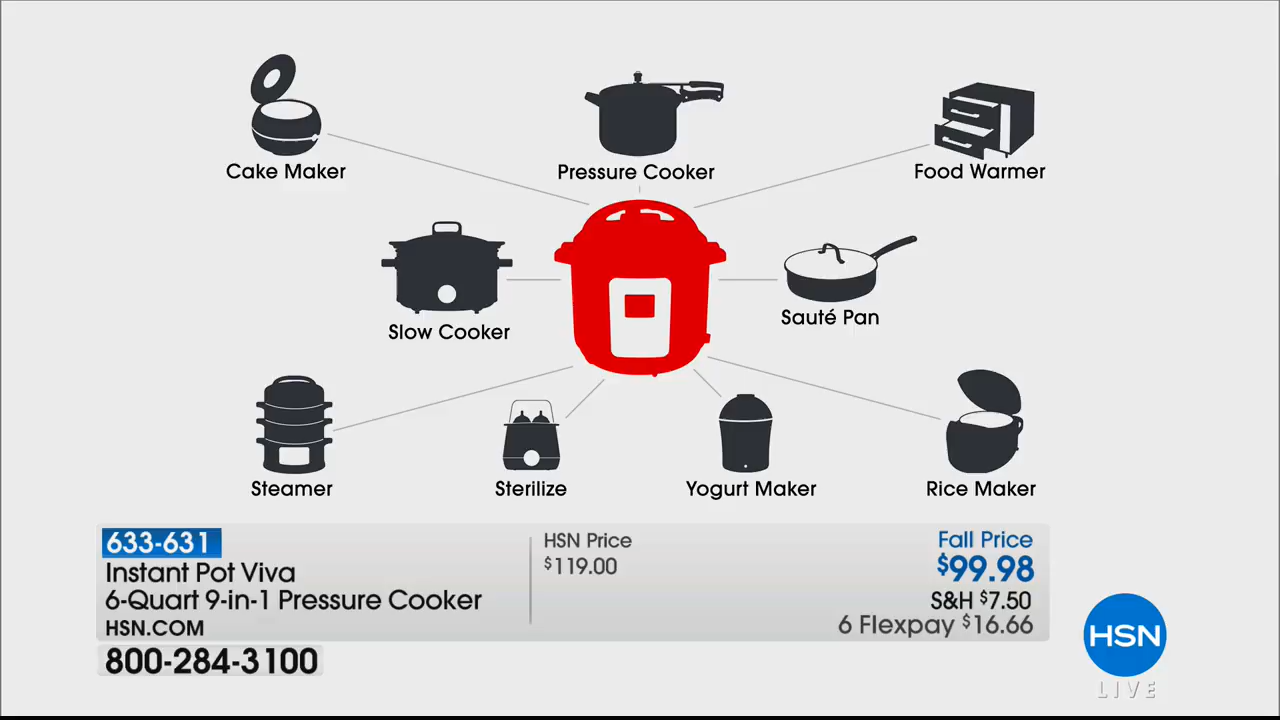 Cake Maker
Pressure Cooker
Food Warmer
Slow Cooker
Sauté Pan
Steamer
Sterilize
Yogurt Maker
Rice Maker
633-631
Instant Pot Viva
6-Quart 9-in-1 Pressure Cooker
HSN.COM
800-284-3100
HSN Price
$119.00
Fall Price
$99.98
S&H $7.50
6 Flexpay $16.66
HSN
LIVE